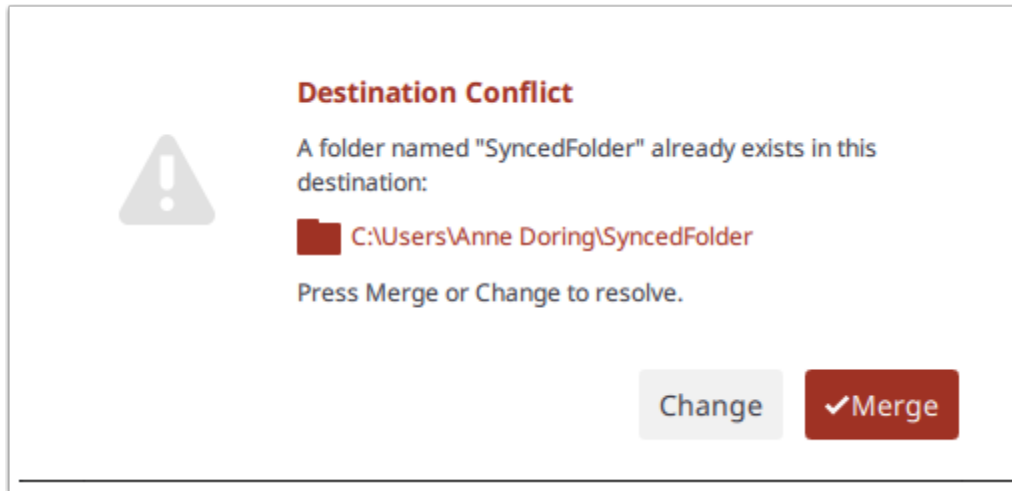 Destination Conflict
A folder named "SyncedFolder" already exists in this
destination:
C:\Users\Anne Doring\SyncedFolder
Press Merge or Change to resolve.
Change
Merge